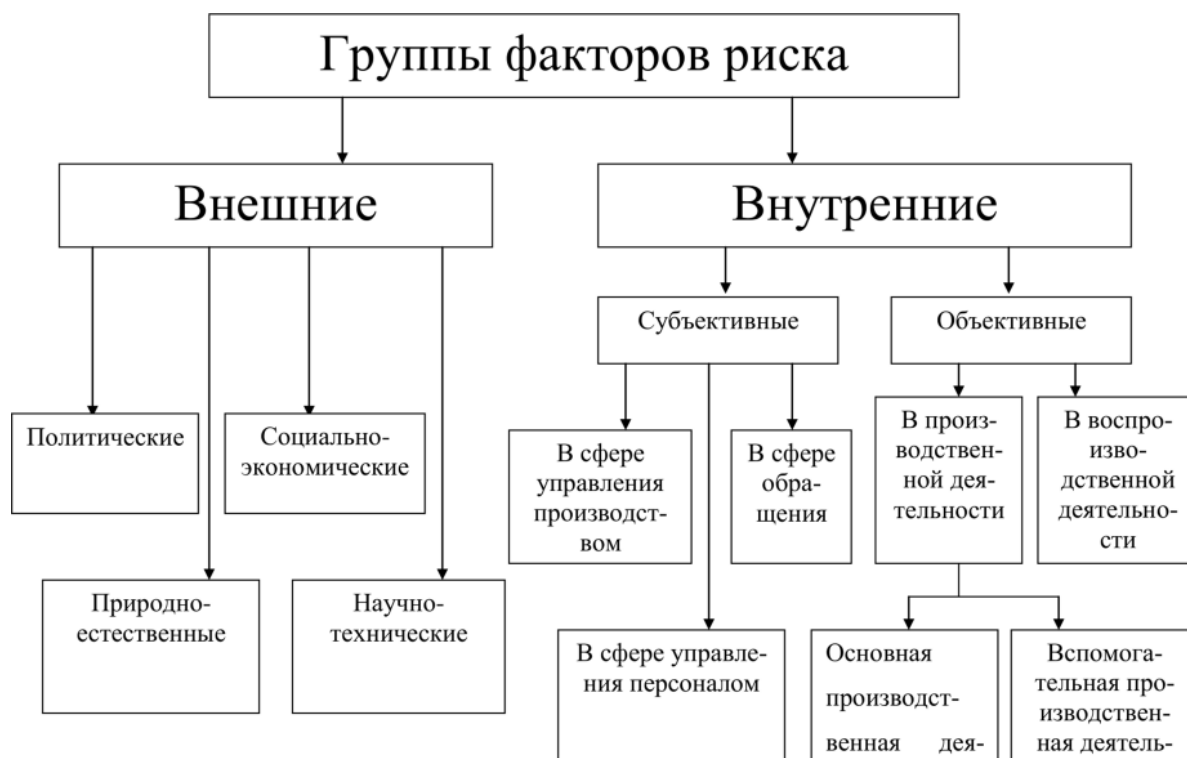 Группы факторов риска
Внешние
Внутренние
Субъективные
Объективные
Политические
Социально-
экономические
Природно-
естественные
Научно-
технические
В сфере
управления
производст-
вом
В сфере
обра-
щения
В произ-
водствен-
ной дея-
тельности
В воспро-
изво-
дственной
деятельно-
сти
В сфере управле-
ния персоналом
Основная
производст-
венная дея-
Вспомога-
тельная про-
изводствен-
ная деятель-